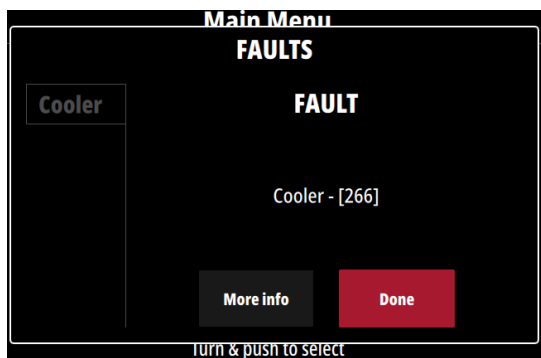 Main Menu
FAULTS
Cooler
FAULT
Cooler - [266]
More info
Done
Turn & push to select